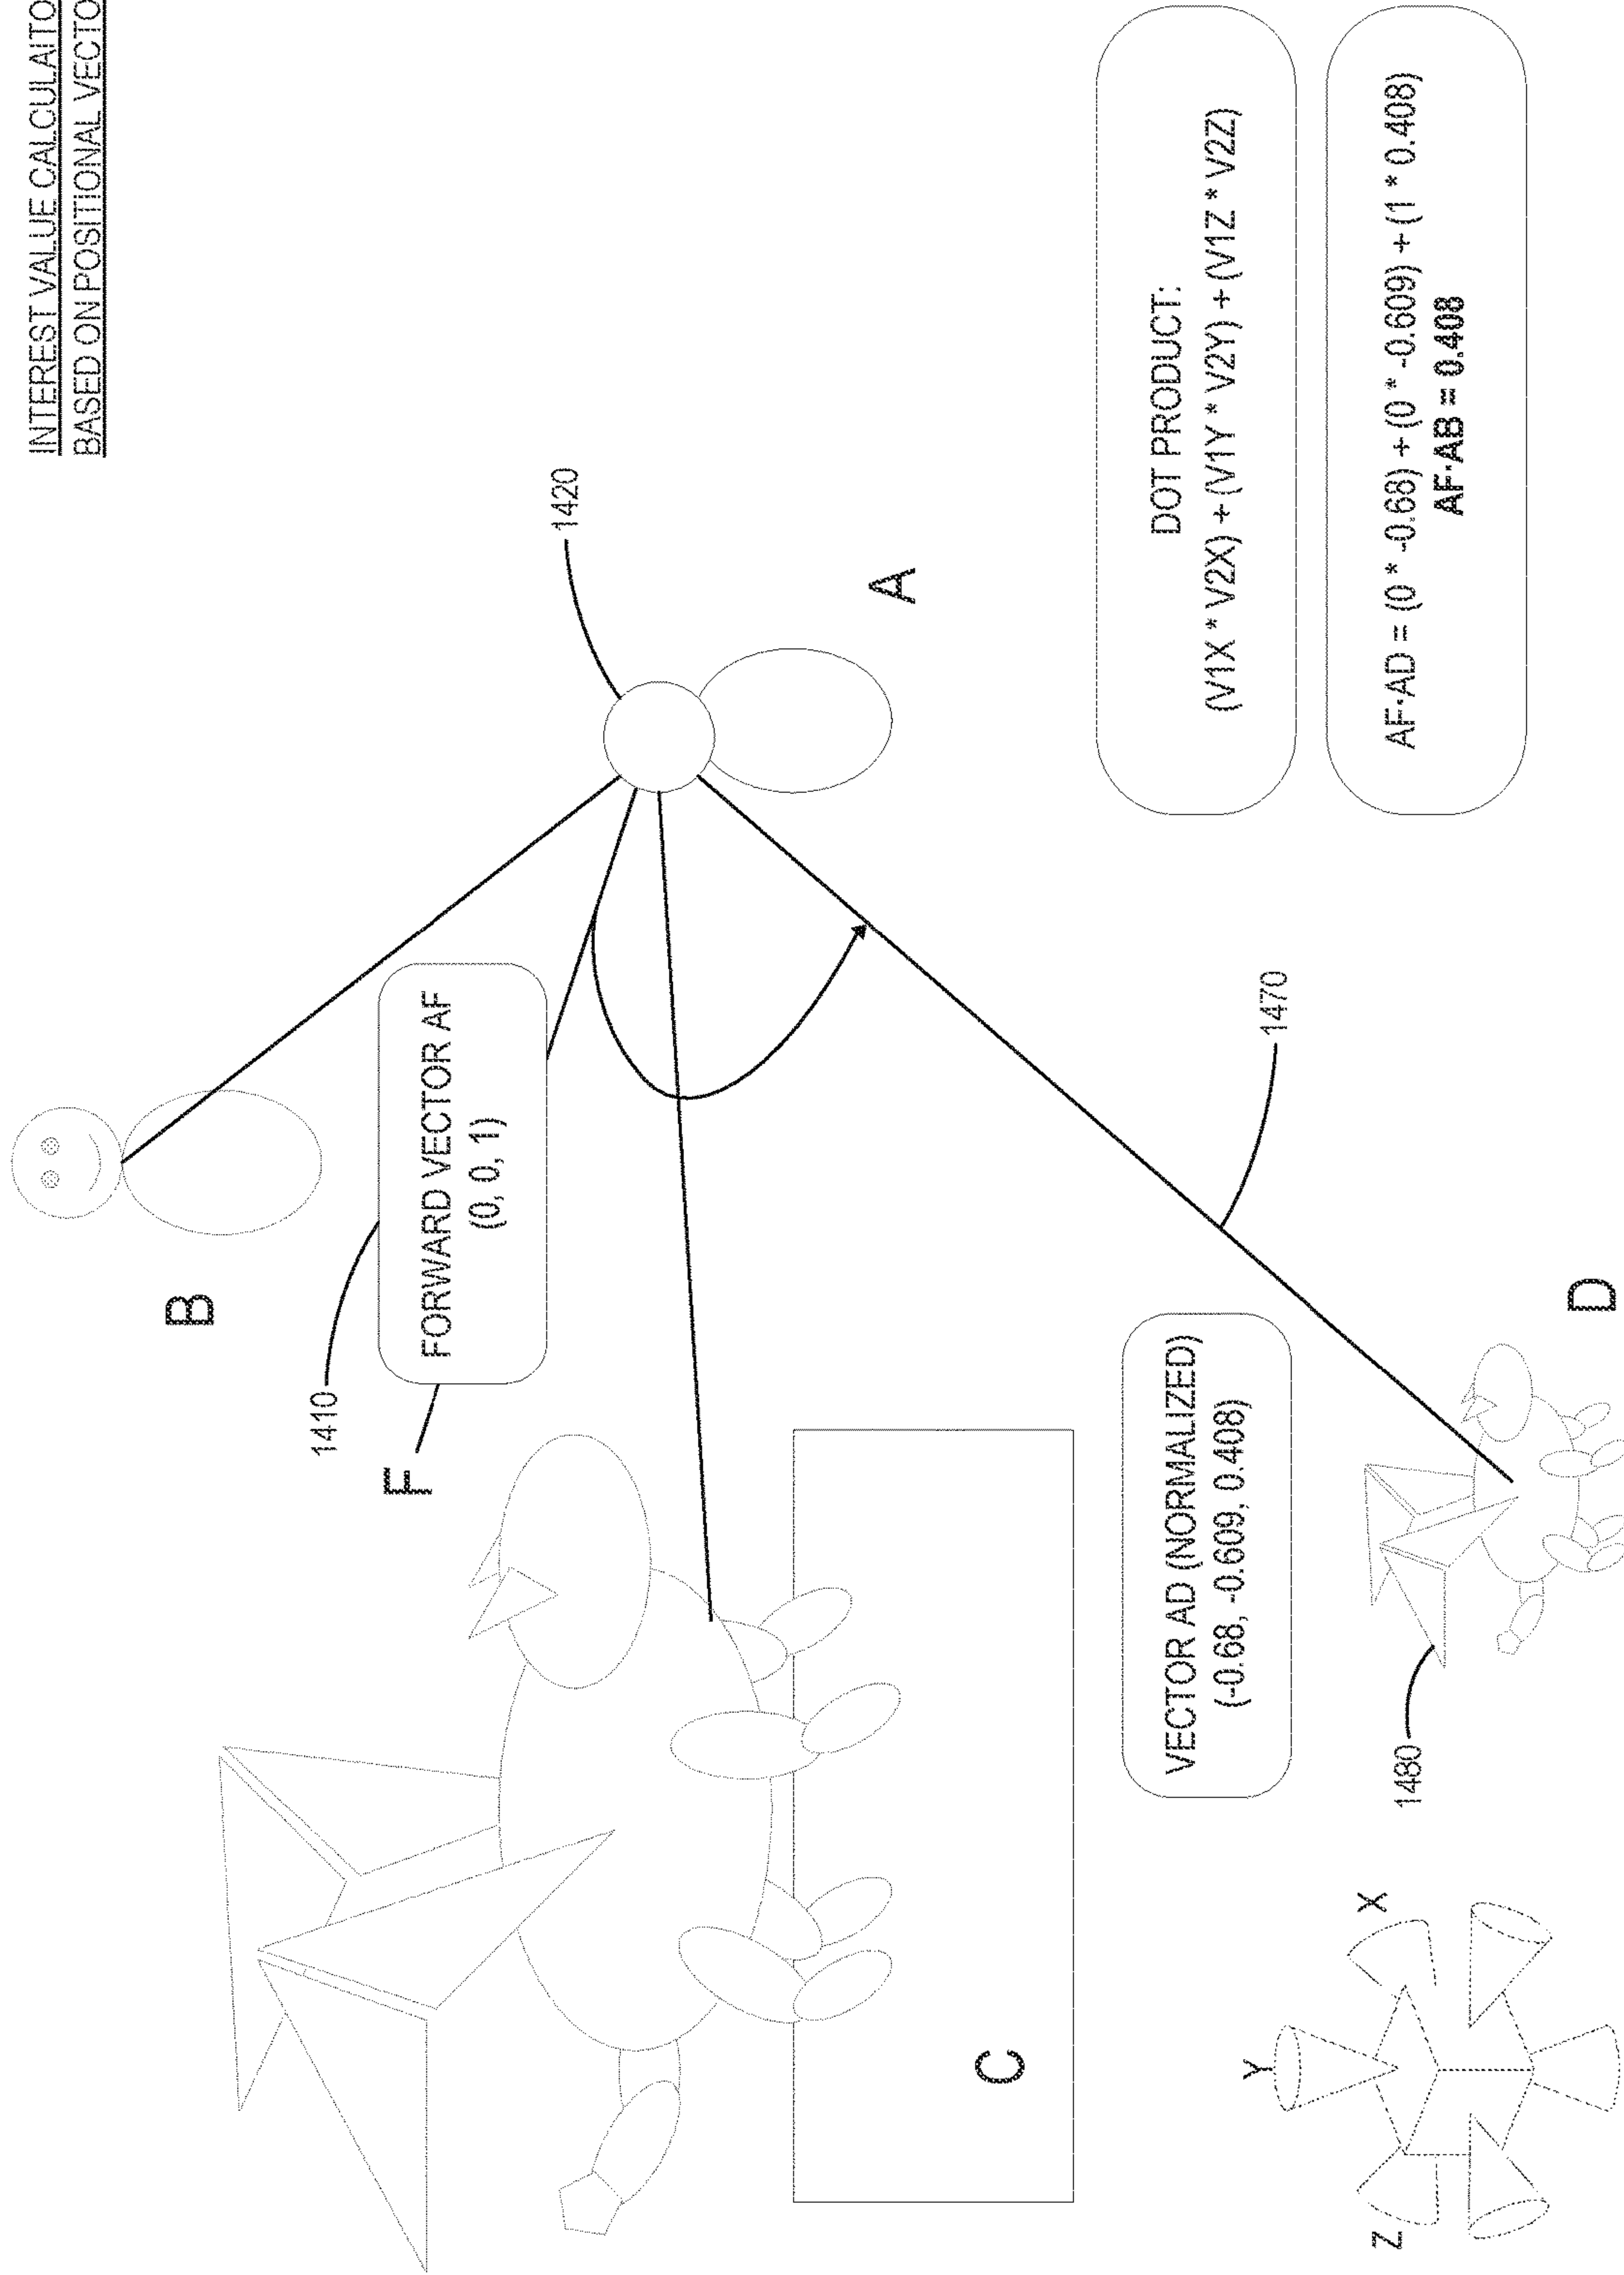 INTEREST VALUE CALCULAITO
BASED ON POSITIONAL VECTO
B
1410
F
FORWARD VECTOR AF
(0, 0, 1)
1420
A
C
VECTOR AD (NORMALIZED)
(-0.68, -0.609, 0.408)
1470
DOT PRODUCT:
(V1X * V2X) + (V1Y * V2Y) + (V1Z * V2Z)
AF·AD = (0 * -0.68) + (0 * -0.609) + (1 * 0.408)
AF·AB = 0.408
Y
Z
X
1480
D